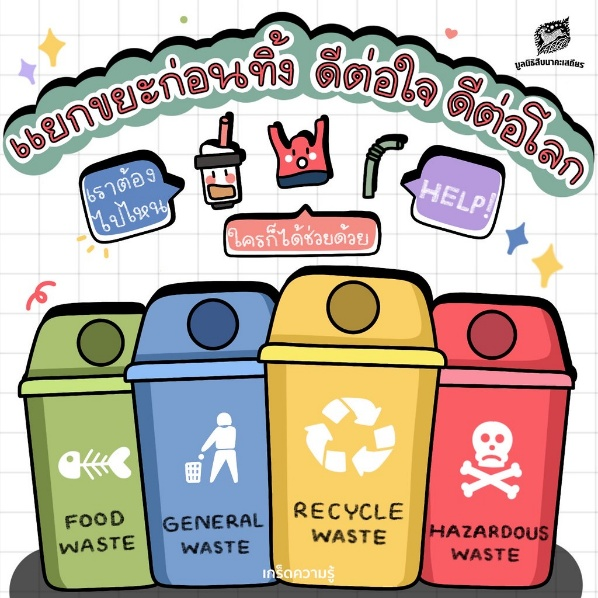 มูลนิธิสืบนาคะเสถียร
แยกขยะก่อนทิ้ง ดีต่อใจ ดีต่อโลก
เราต้อง
ไปไหน
ใครก็ได้ช่วยด้วย
HELP!
FOOD
WASTE
GENERAL
WASTE
RECYCLE
WASTE
HAZARDOUS
WASTE
เกร็ดความรู้